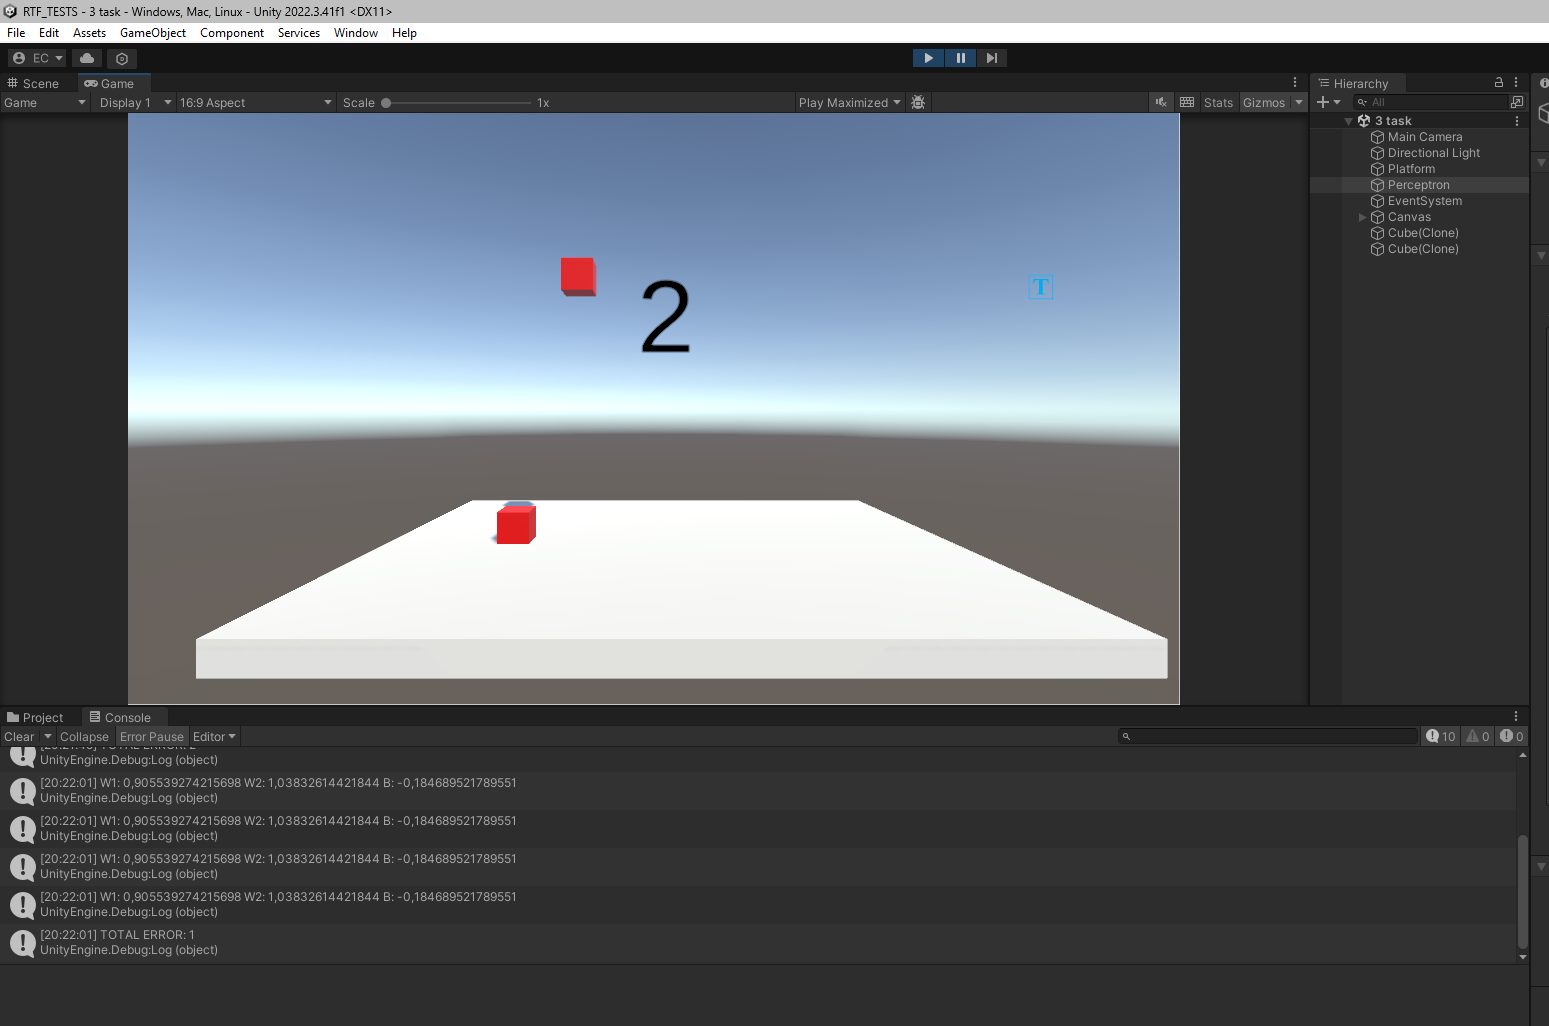 RTF_TESTS - 3 task - Windows, Mac, Linux - Unity 2022.3.41f1 <DX11>
File Edit Assets GameObject Component Services Window Help
EC
Scene Game
Game Display 1 16:9 Aspect Scale 1x Play Maximized Stats Gizmos
Hierarchy
All
3 task
Main Camera
Directional Light
Platform
Perceptron
EventSystem
Canvas
Cube(Clone)
Cube(Clone)
2
T
Project Console
Clear Collapse Error Pause Editor 10 0 0
[20:21:46] TOTAL ERROR: 2
UnityEngine.Debug:Log (object)
[20:22:01] W1: 0,905539274215698 W2: 1,03832614421844 B: -0,184689521789551
UnityEngine.Debug:Log (object)
[20:22:01] W1: 0,905539274215698 W2: 1,03832614421844 B: -0,184689521789551
UnityEngine.Debug:Log (object)
[20:22:01] W1: 0,905539274215698 W2: 1,03832614421844 B: -0,184689521789551
UnityEngine.Debug:Log (object)
[20:22:01] W1: 0,905539274215698 W2: 1,03832614421844 B: -0,184689521789551
UnityEngine.Debug:Log (object)
[20:22:01] TOTAL ERROR: 1
UnityEngine.Debug:Log (object)